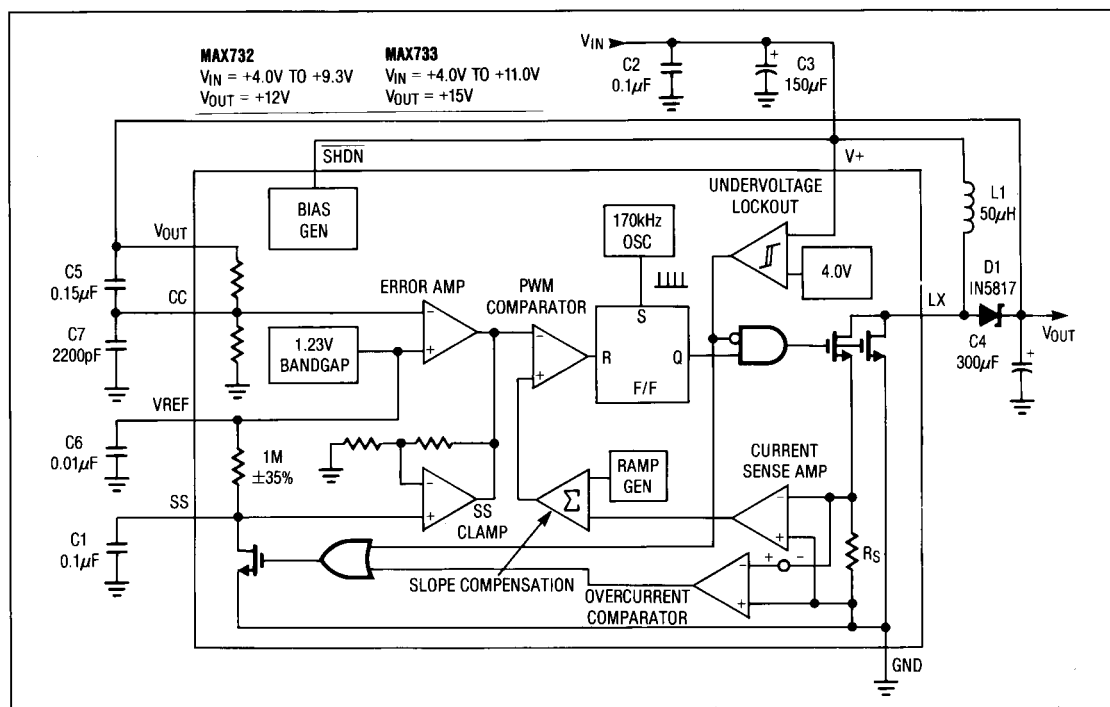 MAX732
VIN = +4.0V TO +9.3V
VOUT = +12V
MAX733
VIN = +4.0V TO +11.0V
VOUT = +15V
VIN
C2
0.1µF
+
C3
150µF
SHDN
V+
BIAS
GEN
UNDERVOLTAGE
LOCKOUT
170kHz
OSC
4.0V
L1
50µH
D1
IN5817
LX
VOUT
C4
300µF
+
VOUT
C5
0.15µF
CC
C7
2200pF
ERROR AMP
−
+
1.23V
BANDGAP
PWM
COMPARATOR
−
+
S
R
Q
F/F
VREF
C6
0.01µF
1M
±35%
SS
C1
0.1µF
−
+
SS
CLAMP
RAMP
GEN
Σ
SLOPE COMPENSATION
CURRENT
SENSE AMP
−
+
RS
+ −
−
+
OVERCURRENT
COMPARATOR
GND